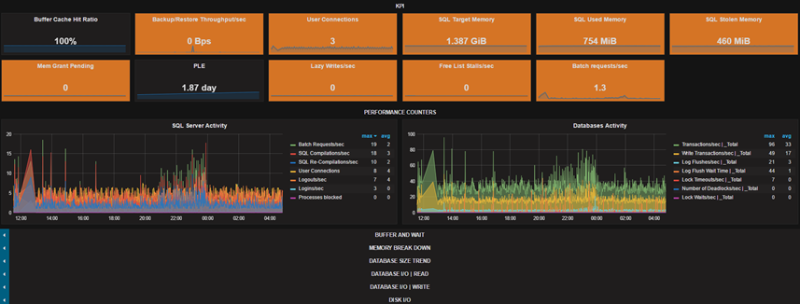 KPI
Buffer Cache Hit Ratio
100%
Backup/Restore Throughput/sec
0 Bps
User Connections
3
SQL Target Memory
1.387 GiB
SQL Used Memory
754 MiB
SQL Stolen Memory
460 MiB
Mem Grant Pending
0
PLE
1.87 day
Lazy Writes/sec
0
Free List Stalls/sec
0
Batch requests/sec
1.3
PERFORMANCE COUNTERS
SQL Server Activity
20
15
10
5
0
12:00 14:00 16:00 18:00 20:00 22:00 00:00 02:00 04:00
max avg
Batch Requests/sec 19 2
SQL Compilations/sec 18 3
SQL Re-Compilations/sec 10 2
User Connections 8 4
Logouts/sec 7 4
Logins/sec 3 0
Processes blocked 0 0
Databases Activity
100
80
60
40
20
0
12:00 14:00 16:00 18:00 20:00 22:00 00:00 02:00 04:00
max avg
Transactions/sec |_Total 96 33
Write Transactions/sec |_Total 49 17
Log Flushes/sec |_Total 21 3
Log Flush Wait Time |_Total 44 1
Lock Timeouts/sec |_Total 7 0
Number of Deadlocks/sec |_Total 0 0
Lock Waits/sec |_Total 0 0
BUFFER AND WAIT
MEMORY BREAK DOWN
DATABASE SIZE TREND
DATABASE I/O | READ
DATABASE I/O | WRITE
DISK I/O